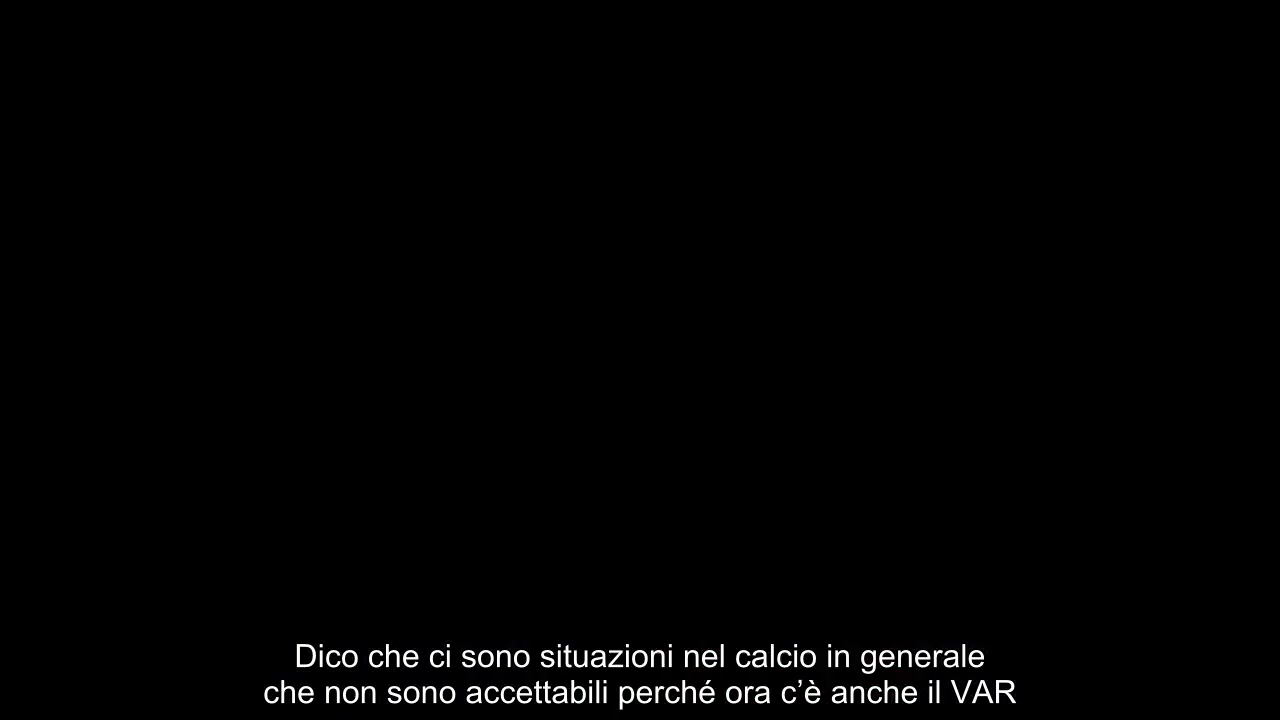 Dico che ci sono situazioni nel calcio in generale
che non sono accettabili perché ora c’è anche il VAR